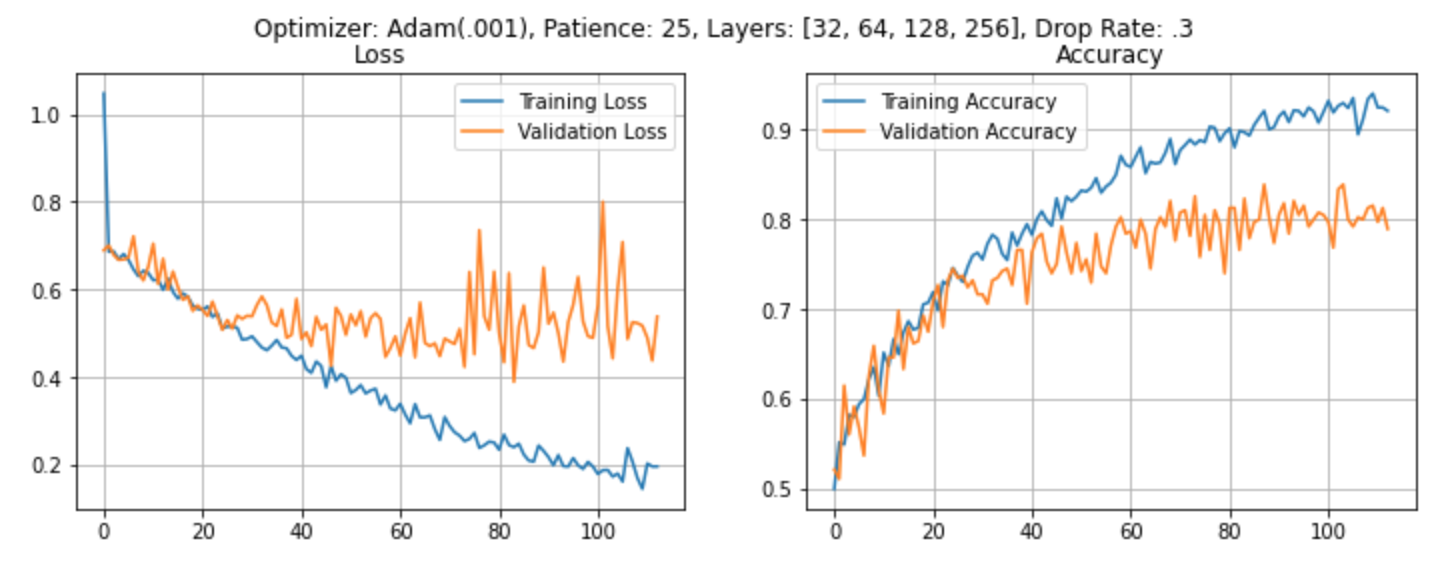 Optimizer: Adam(.001), Patience: 25, Layers: [32, 64, 128, 256], Drop Rate: .3
Loss
Training Loss
Validation Loss
1.0
0.8
0.6
0.4
0.2
0 20 40 60 80 100
Accuracy
Training Accuracy
Validation Accuracy
0.9
0.8
0.7
0.6
0.5
0 20 40 60 80 100